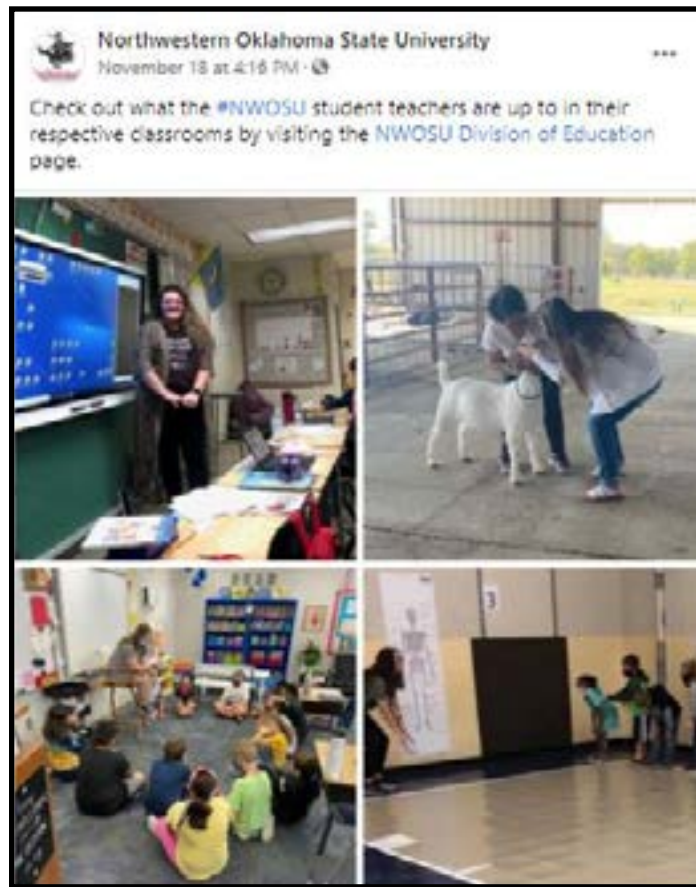 Northwestern Oklahoma State University
November 18 at 4:16 PM ·
Check out what the #NWOSU student teachers are up to in their
respective classrooms by visiting the NWOSU Division of Education
page.
READ
3